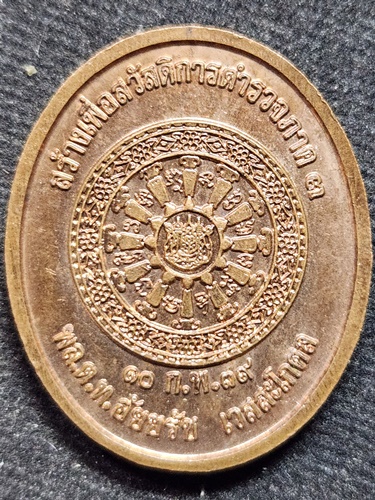 สร้างเพื่อสวัสดิการตำรวจภาค ๓
๑๐ ก.พ.๓๙
พล.ต.ท.อัยยรัช เวสสะโกศล